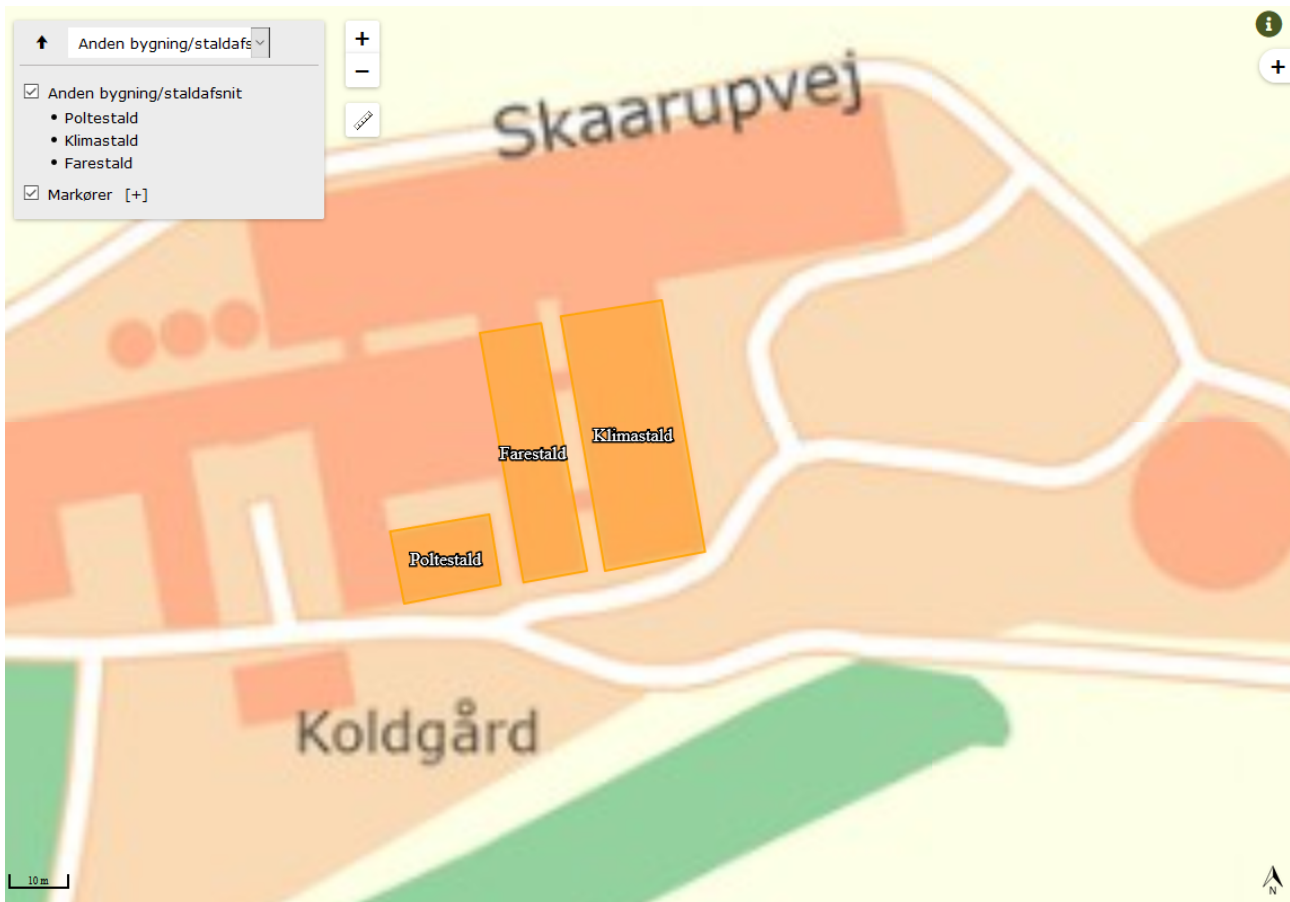 Anden bygning/staldafs
Anden bygning/staldafsnit
• Poltestald
• Klimastald
• Farestald
Markører [+]
+
−
i
+
Skaarupvej
Klimastald
Farestald
Poltestald
Koldgård
10 m
N